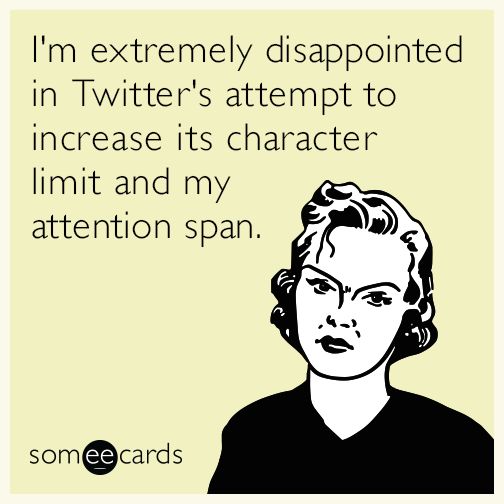 I'm extremely disappointed
in Twitter's attempt to
increase its character
limit and my
attention span.
someecards